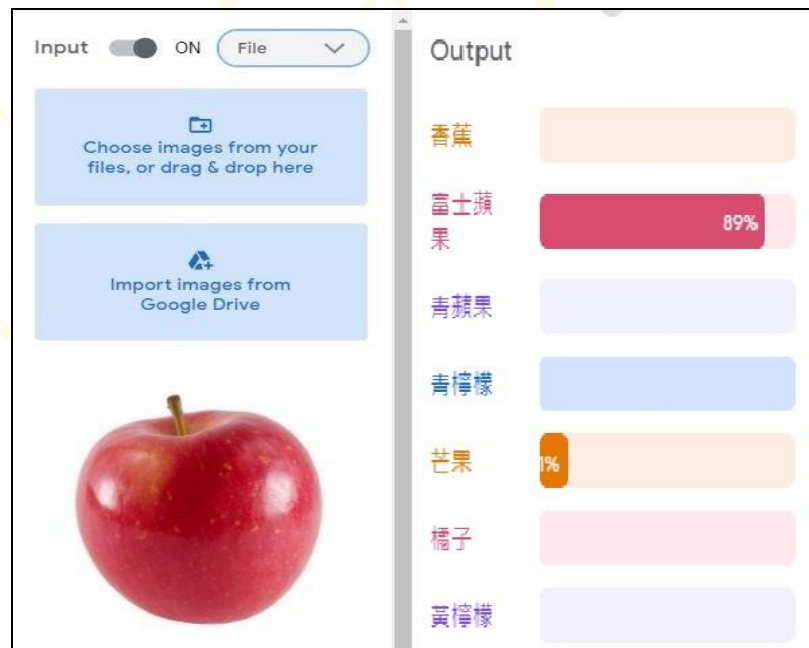 Input ON File
Choose images from your
files, or drag & drop here
Import images from
Google Drive
Output
香蕉
富士蘋
果
89%
青蘋果
青檸檬
芒果
橘子
黃檸檬